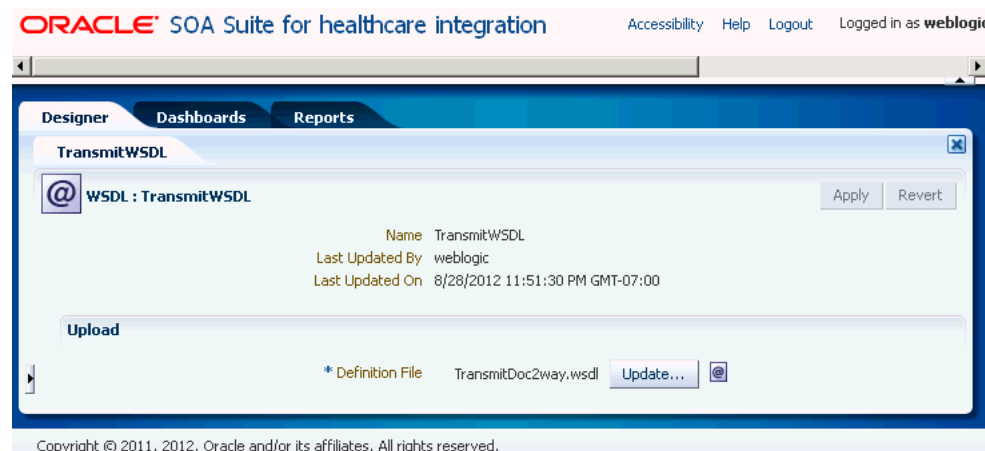 ORACLE SOA Suite for healthcare integration Accessibility Help Logout Logged in as weblogic
Designer Dashboards Reports
TransmitWSDL
@ WSDL : TransmitWSDL Apply Revert
Name TransmitWSDL
Last Updated By weblogic
Last Updated On 8/28/2012 11:51:30 PM GMT-07:00
Upload
* Definition File TransmitDoc2way.wsdl Update... @
Copyright © 2011, 2012, Oracle and/or its affiliates. All rights reserved.